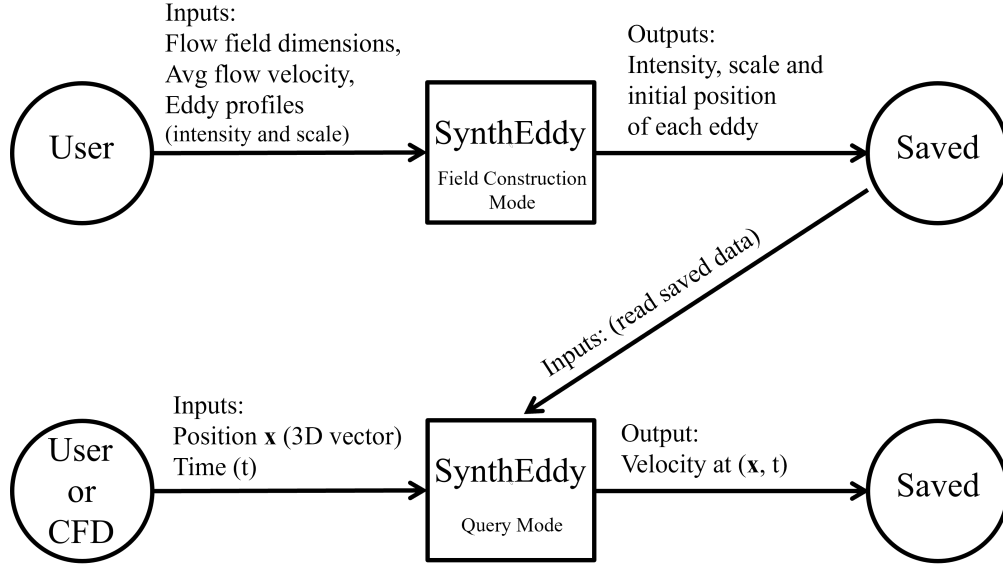 Inputs:
Flow field dimensions,
Avg flow velocity,
Eddy profiles
(intensity and scale)
User
SynthEddy
Field Construction
Mode
Outputs:
Intensity, scale and
initial position
of each eddy
Saved
Inputs: (read saved data)
Inputs:
Position x (3D vector)
Time (t)
User
or
CFD
SynthEddy
Query Mode
Output:
Velocity at (x, t)
Saved